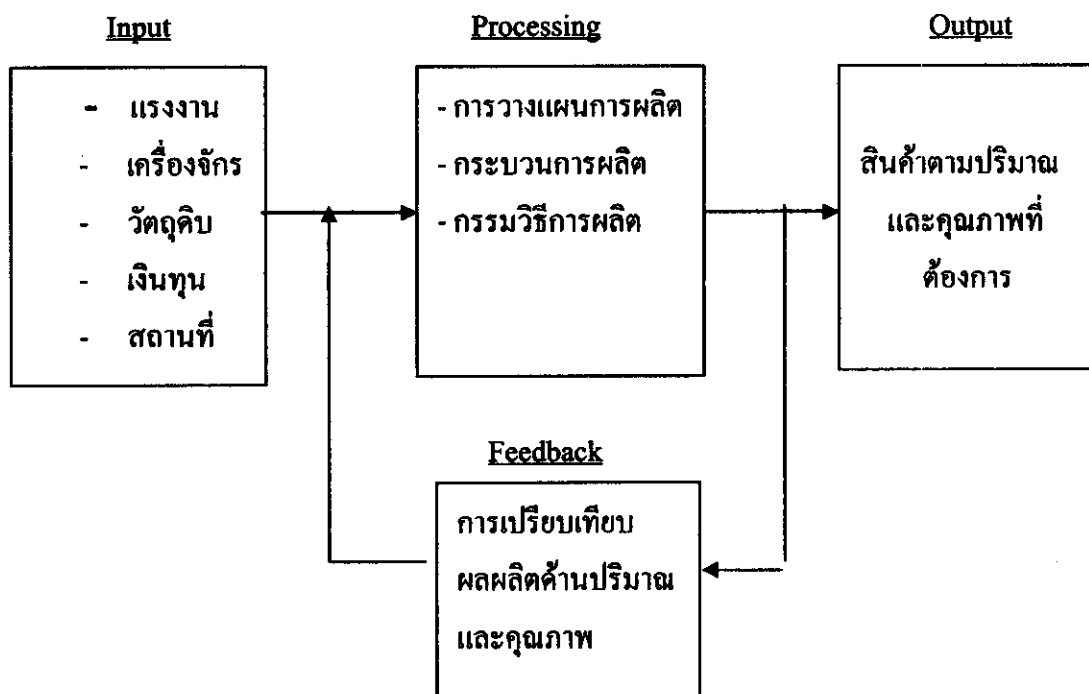 Input
- แรงงาน
- เครื่องจักร
- วัตถุดิบ
- เงินทุน
- สถานที่
Processing
- การวางแผนการผลิต
- กระบวนการผลิต
- กรรมวิธีการผลิต
Output
สินค้าตามปริมาณ
และคุณภาพที่
ต้องการ
Feedback
การเปรียบเทียบ
ผลผลิตด้านปริมาณ
และคุณภาพ